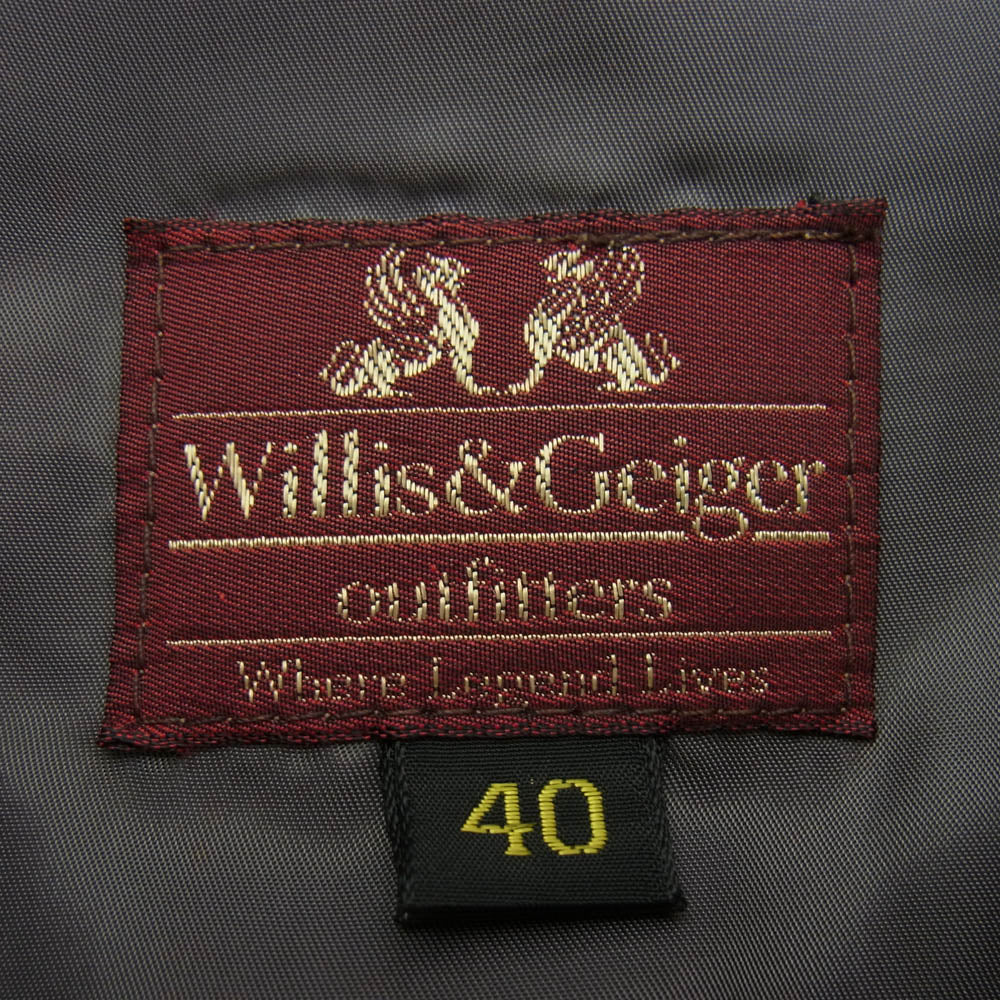 Willis&Geiger
outfitters
Where Legend Lives
40